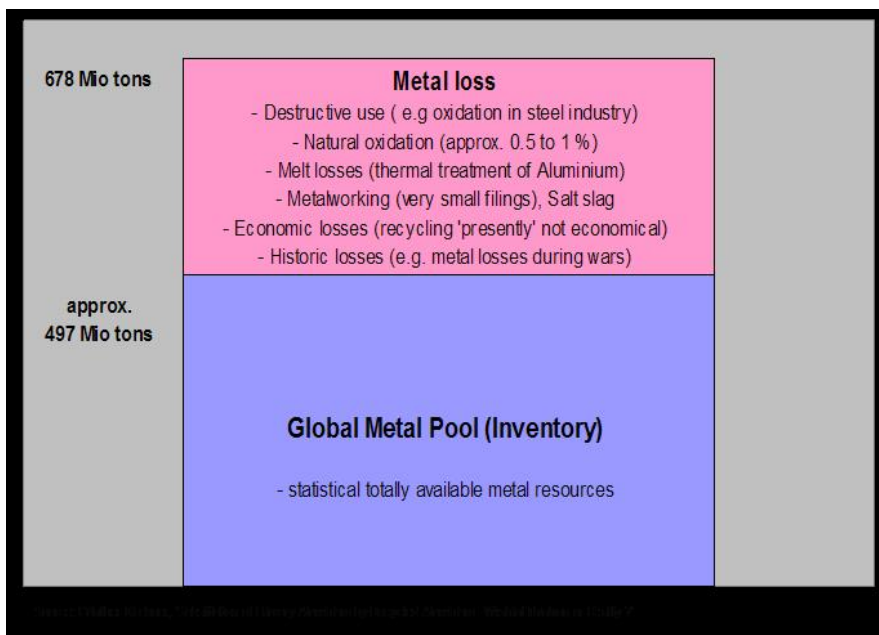 678 Mio tons
Metal loss
- Destructive use ( e.g oxidation in steel industry)
- Natural oxidation (approx. 0.5 to 1 %)
- Melt losses (thermal treatment of Aluminium)
- Metalworking (very small filings), Salt slag
- Economic losses (recycling 'presently' not economical)
- Historic losses (e.g. metal losses during wars)
approx.
497 Mio tons
Global Metal Pool (Inventory)
- statistical totally available metal resources